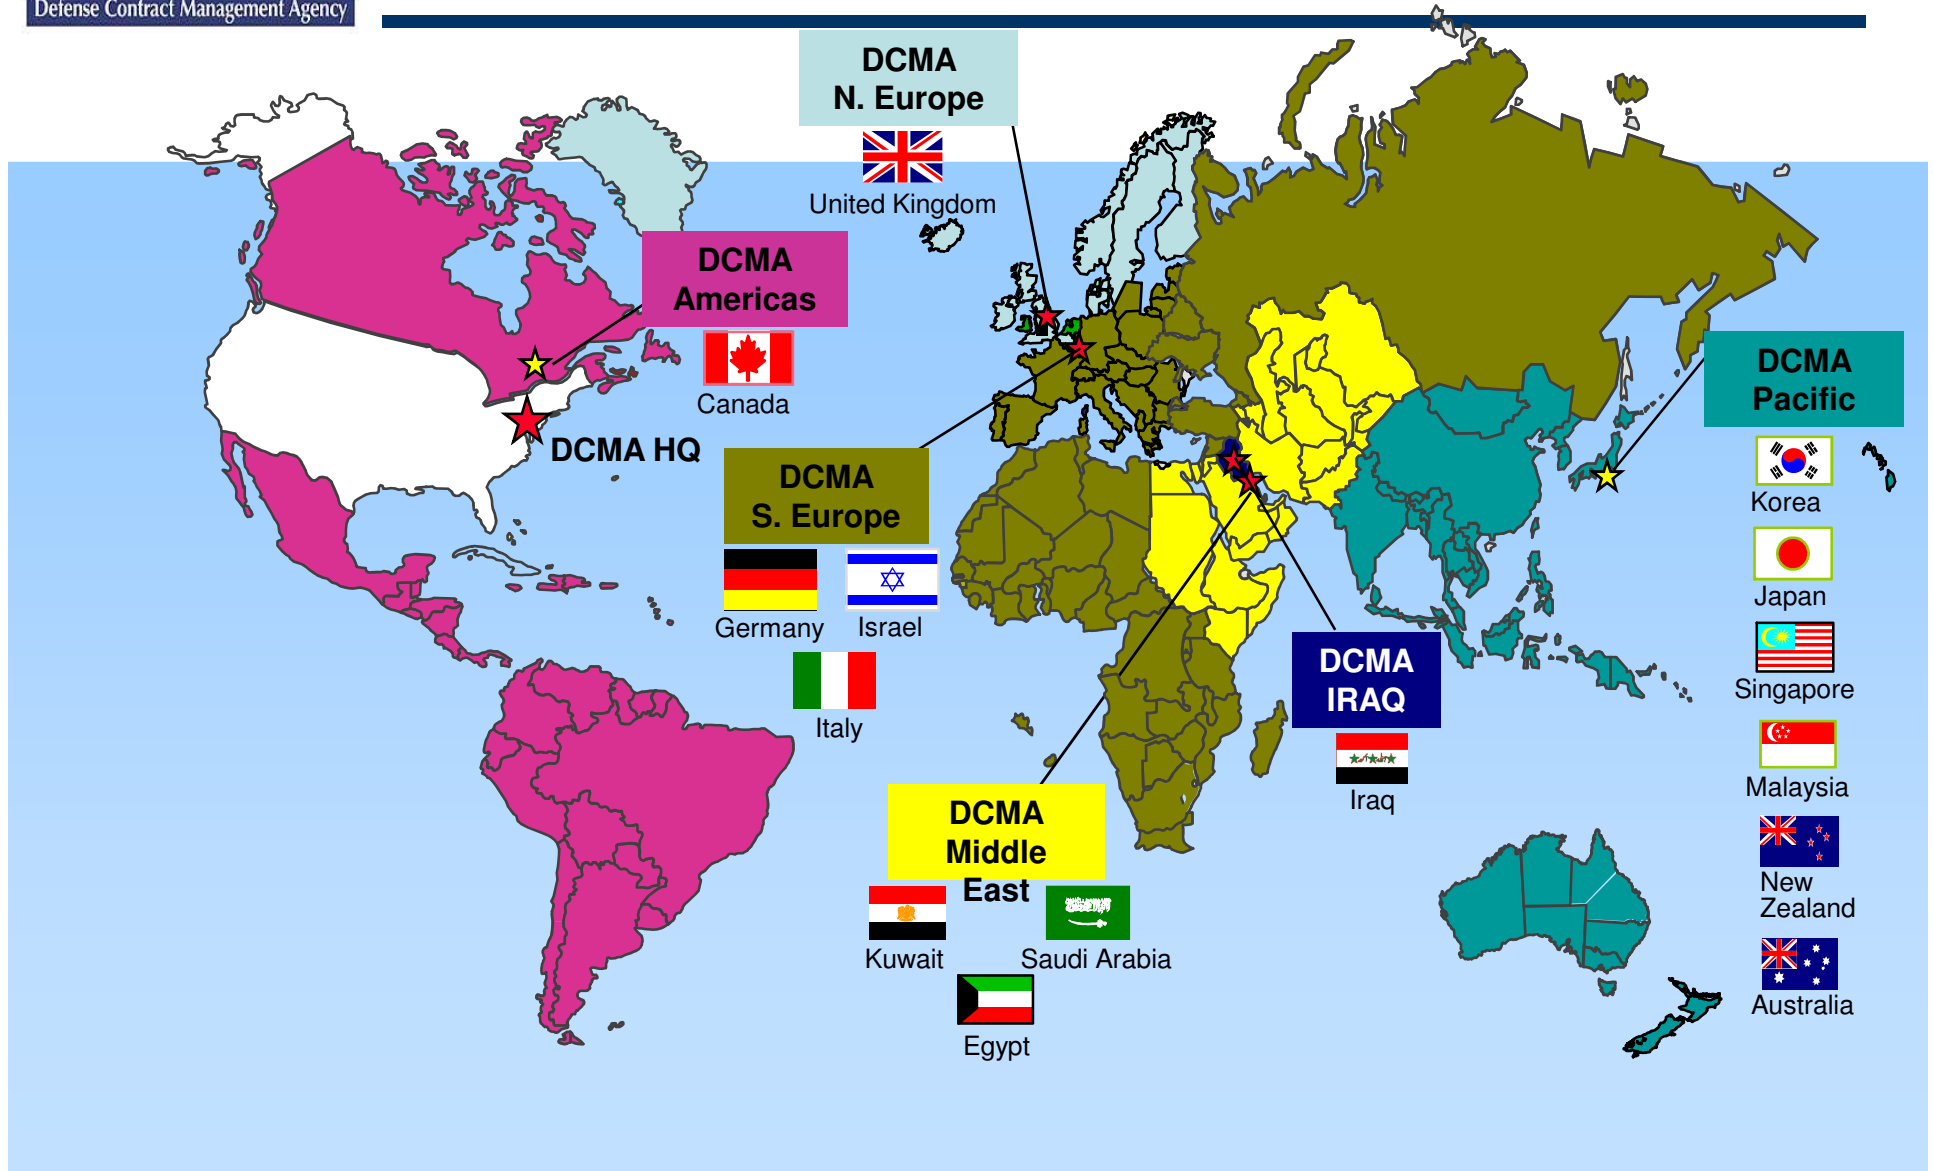 Defense Contract Management Agency
DCMA
N. Europe
United Kingdom
DCMA
Americas
Canada
DCMA HQ
DCMA
S. Europe
Germany
Israel
Italy
DCMA
Middle
East
Kuwait
Saudi Arabia
Egypt
DCMA
IRAQ
Iraq
DCMA
Pacific
Korea
Japan
Singapore
Malaysia
New
Zealand
Australia